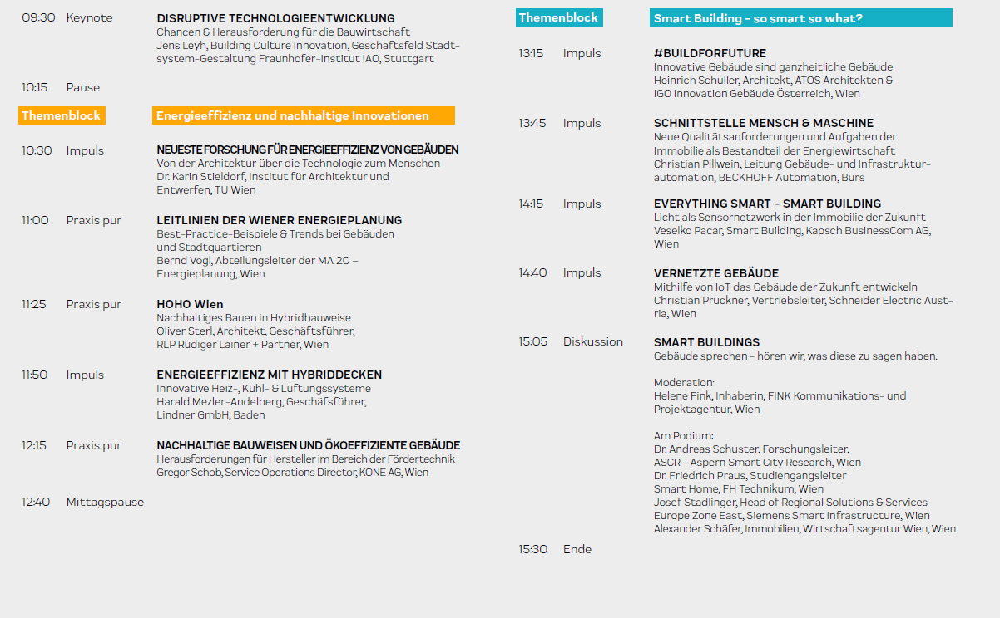 09:30 Keynote DISRUPTIVE TECHNOLOGIEENTWICKLUNG
Chancen & Herausforderung für die Bauwirtschaft
Jens Leyh, Building Culture Innovation, Geschäftsfeld Stadt-
system-Gestaltung Fraunhofer-Institut IAO, Stuttgart
10:15 Pause
Themenblock Energieeffizienz und nachhaltige Innovationen
10:30 Impuls NEUESTE FORSCHUNG FÜR ENERGIEEFFIZIENZ VON GEBÄUDEN
Von der Architektur über die Technologie zum Menschen
Dr. Karin Stieldorf, Institut für Architektur und
Entwerfen, TU Wien
11:00 Praxis pur LEITLINIEN DER WIENER ENERGIEPLANUNG
Best-Practice-Beispiele & Trends bei Gebäuden
und Stadtquartieren
Bernd Vogl, Abteilungsleiter der MA 20 –
Energieplanung, Wien
11:25 Praxis pur HOHO Wien
Nachhaltiges Bauen in Hybridbauweise
Oliver Sterl, Architekt, Geschäftsführer,
RLP Rüdiger Lainer + Partner, Wien
11:50 Impuls ENERGIEEFFIZIENZ MIT HYBRIDDECKEN
Innovative Heiz-, Kühl- & Lüftungssysteme
Harald Mezler-Andelberg, Geschäfsführer,
Lindner GmbH, Baden
12:15 Praxis pur NACHHALTIGE BAUWEISEN UND ÖKOEFFIZIENTE GEBÄUDE
Herausforderungen für Hersteller im Bereich der Fördertechnik
Gregor Schob, Service Operations Director, KONE AG, Wien
12:40 Mittagspause
Themenblock Smart Building - so smart so what?
13:15 Impuls #BUILDFORFUTURE
Innovative Gebäude sind ganzheitliche Gebäude
Heinrich Schuller, Architekt, ATOS Architekten &
IGO Innovation Gebäude Österreich, Wien
13:45 Impuls SCHNITTSTELLE MENSCH & MASCHINE
Neue Qualitätsanforderungen und Aufgaben der
Immobilie als Bestandteil der Energiewirtschaft
Christian Pillwein, Leitung Gebäude- und Infrastruktur-
automation, BECKHOFF Automation, Bürs
14:15 Impuls EVERYTHING SMART - SMART BUILDING
Licht als Sensornetzwerk in der Immobilie der Zukunft
Veselko Pacar, Smart Building, Kapsch BusinessCom AG,
Wien
14:40 Impuls VERNETZTE GEBÄUDE
Mithilfe von IoT das Gebäude der Zukunft entwickeln
Christian Pruckner, Vertriebsleiter, Schneider Electric Aust-
ria, Wien
15:05 Diskussion SMART BUILDINGS
Gebäude sprechen - hören wir, was diese zu sagen haben.
Moderation:
Helene Fink, Inhaberin, FINK Kommunikations- und
Projektagentur, Wien
Am Podium:
Dr. Andreas Schuster, Forschungsleiter,
ASCR - Aspern Smart City Research, Wien
Dr. Friedrich Praus, Studiengangsleiter
Smart Home, FH Technikum, Wien
Josef Stadlinger, Head of Regional Solutions & Services
Europe Zone East, Siemens Smart Infrastructure, Wien
Alexander Schäfer, Immobilien, Wirtschaftsagentur Wien, Wien
15:30 Ende